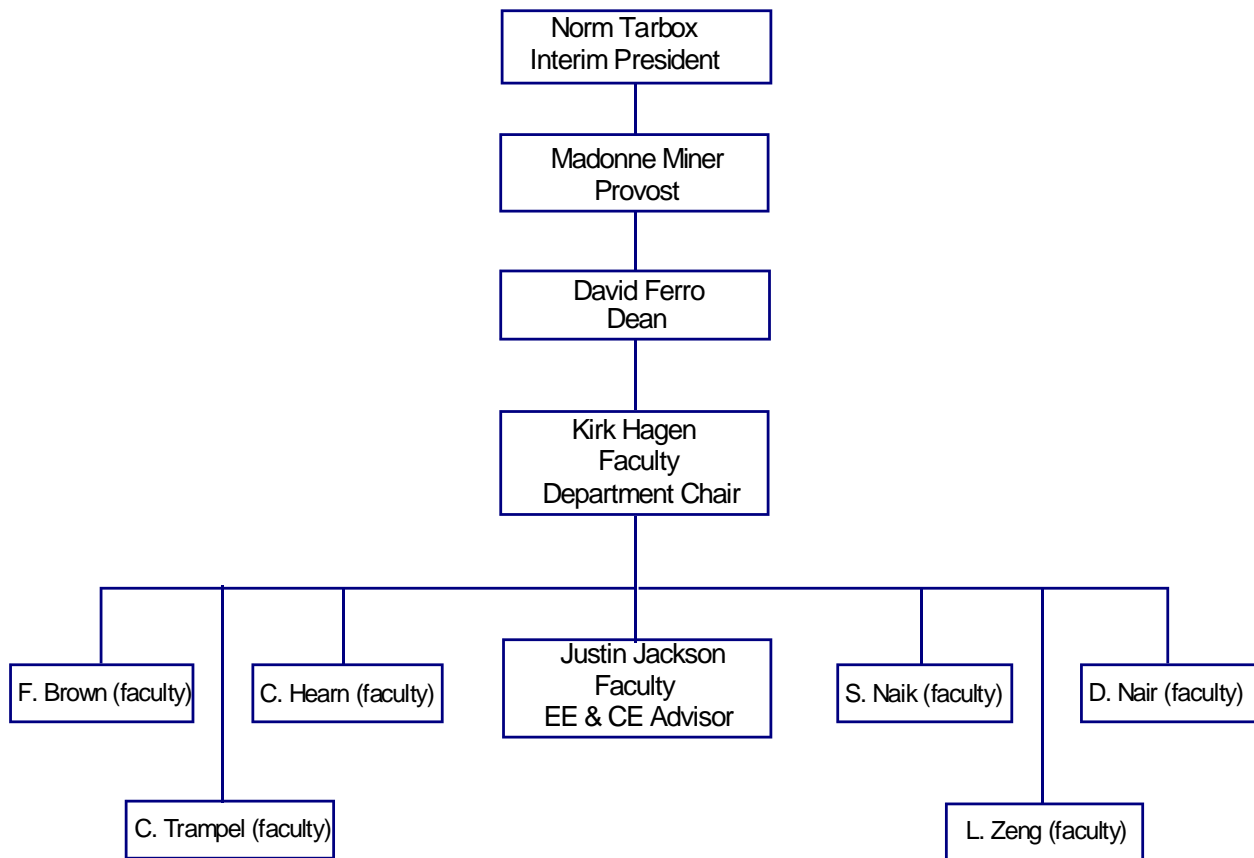 Norm Tarbox
Interim President
Madonne Miner
Provost
David Ferro
Dean
Kirk Hagen
Faculty
Department Chair
F. Brown (faculty)
C. Hearn (faculty)
Justin Jackson
Faculty
EE & CE Advisor
S. Naik (faculty)
D. Nair (faculty)
C. Trampel (faculty)
L. Zeng (faculty)